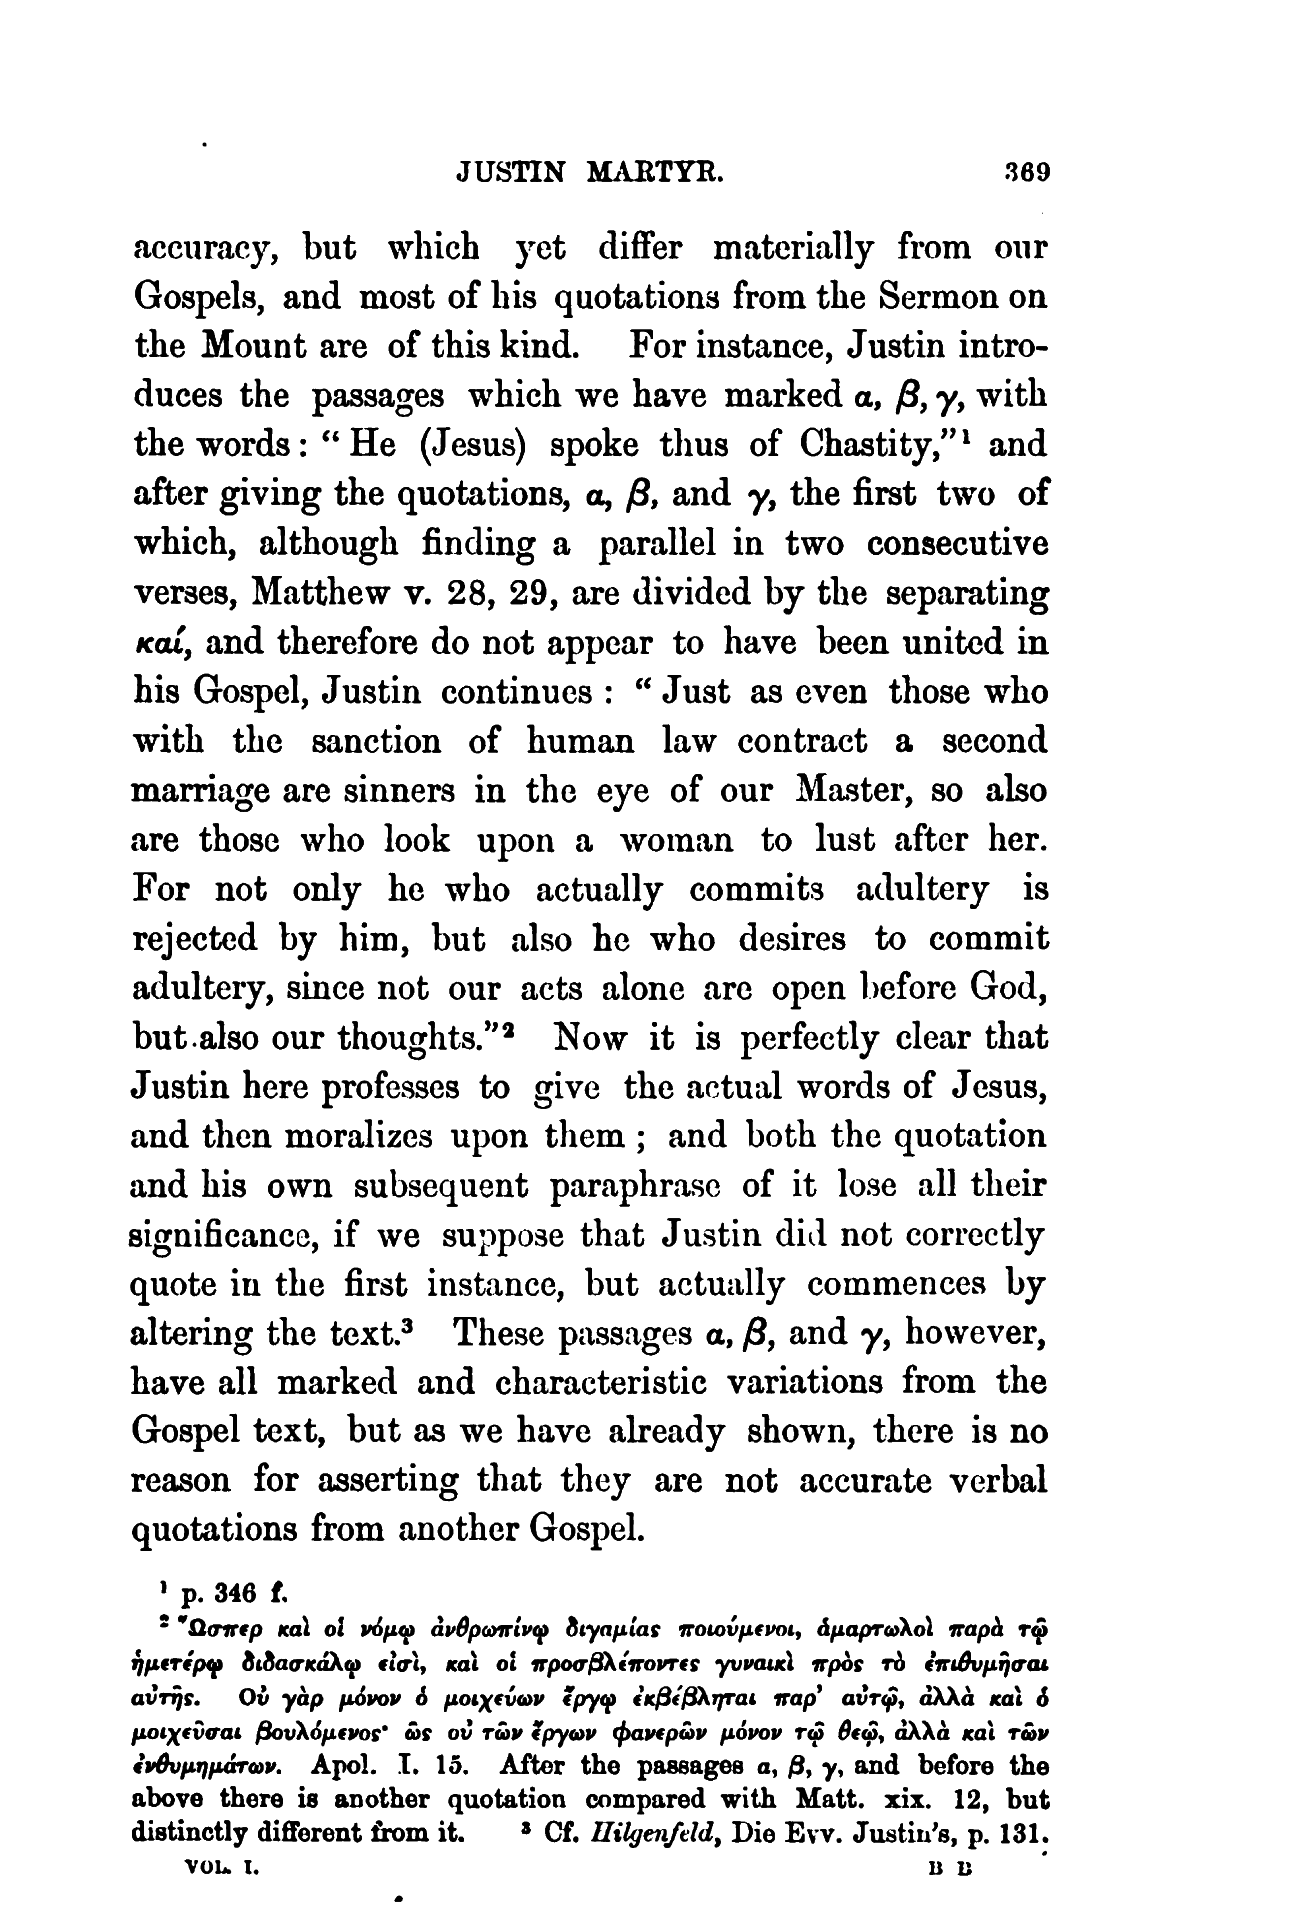 JUSTIN MARTYR. 369
accuracy, but which yet differ materially from our
Gospels, and most of his quotations from the Sermon on
the Mount are of this kind. For instance, Justin intro-
duces the passages which we have marked α, β, γ, with
the words: “ He (Jesus) spoke thus of Chastity,”¹ and
after giving the quotations, α, β, and γ, the first two of
which, although finding a parallel in two consecutive
verses, Matthew v. 28, 29, are divided by the separating
καί, and therefore do not appear to have been united in
his Gospel, Justin continues : “ Just as even those who
with the sanction of human law contract a second
marriage are sinners in the eye of our Master, so also
are those who look upon a woman to lust after her.
For not only he who actually commits adultery is
rejected by him, but also he who desires to commit
adultery, since not our acts alone are open before God,
but also our thoughts.”² Now it is perfectly clear that
Justin here professes to give the actual words of Jesus,
and then moralizes upon them ; and both the quotation
and his own subsequent paraphrase of it lose all their
significance, if we suppose that Justin did not correctly
quote in the first instance, but actually commences by
altering the text.³ These passages α, β, and γ, however,
have all marked and characteristic variations from the
Gospel text, but as we have already shown, there is no
reason for asserting that they are not accurate verbal
quotations from another Gospel.
¹ p. 346 f.
² Ὥσπερ καὶ οἱ νόμῳ ἀνθρωπίνῳ διγαμίας ποιούμενοι, ἁμαρτωλοὶ παρὰ τῷ
ἡμετέρῳ διδασκάλῳ εἰσὶ, καὶ οἱ προσβλέποντες γυναικὶ πρὸς τὸ ἐπιθυμῆσαι
αὐτῆς. Οὐ γὰρ μόνον ὁ μοιχεύων ἔργῳ ἐκβέβληται παρ’ αὐτῷ, ἀλλὰ καὶ ὁ
μοιχεῦσαι βουλόμενος· ὡς οὐ τῶν ἔργων φανερῶν μόνον τῷ θεῷ, ἀλλὰ καὶ τῶν
ἐνθυμημάτων. Apol. I. 15. After the passages α, β, γ, and before the
above there is another quotation compared with Matt. xix. 12, but
distinctly different from it. ³ Cf. Hilgenfeld, Die Evv. Justin’s, p. 131.
VOL. I. B B